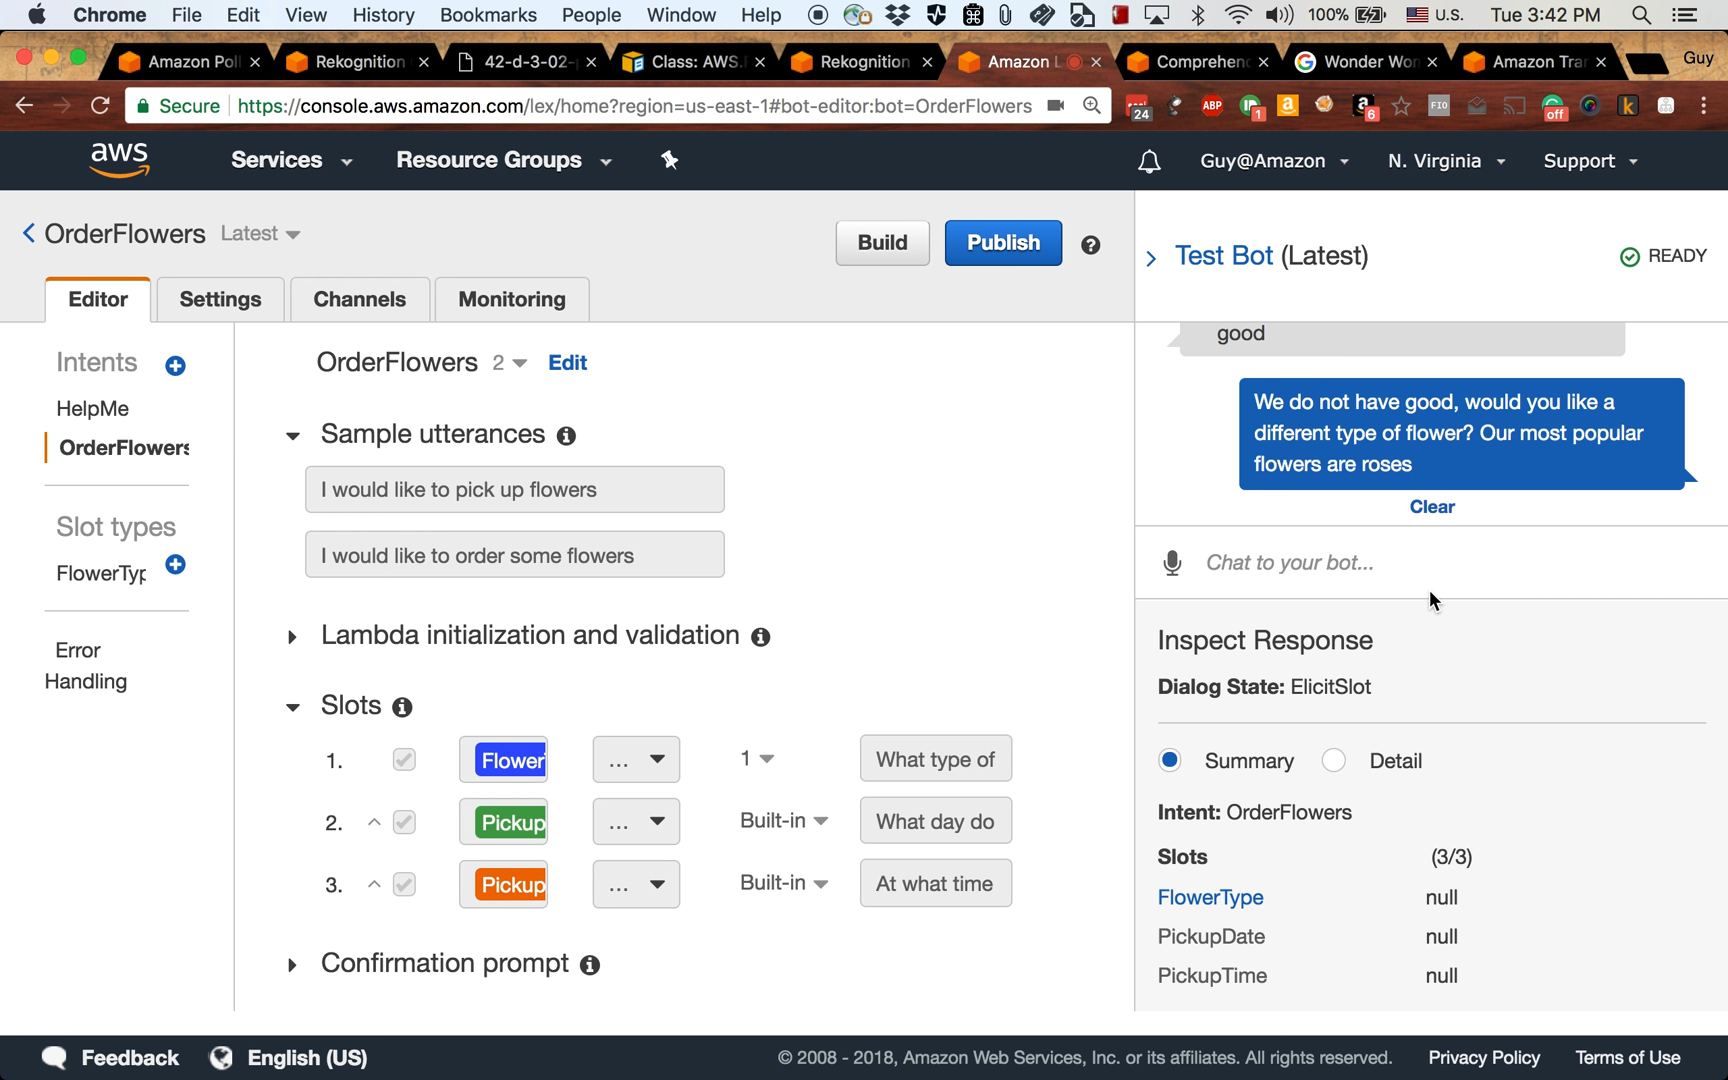 Chrome File Edit View History Bookmarks People Window Help 100% U.S. Tue 3:42 PM
Amazon Pol Rekognition 42-d-3-02- Class: AWS. Rekognition Amazon L Comprehen Wonder Wo Amazon Tra Guy
Secure https://console.aws.amazon.com/lex/home?region=us-east-1#bot-editor:bot=OrderFlowers 24 ABP 1 a a 6 FIO off k
aws Services Resource Groups Guy@Amazon N. Virginia Support
OrderFlowers Latest Build Publish ?
Test Bot (Latest) READY
Editor Settings Channels Monitoring
good
Intents
HelpMe
OrderFlowers
Slot types
FlowerTyp
Error
Handling
OrderFlowers 2 Edit
Sample utterances
I would like to pick up flowers
I would like to order some flowers
Lambda initialization and validation
Slots
1. Flower ... 1 What type of
2. Pickup ... Built-in What day do
3. Pickup ... Built-in At what time
Confirmation prompt
We do not have good, would you like a
different type of flower? Our most popular
flowers are roses
Clear
Chat to your bot...
Inspect Response
Dialog State: ElicitSlot
Summary Detail
Intent: OrderFlowers
Slots (3/3)
FlowerType null
PickupDate null
PickupTime null
Feedback English (US) © 2008 - 2018, Amazon Web Services, Inc. or its affiliates. All rights reserved. Privacy Policy Terms of Use